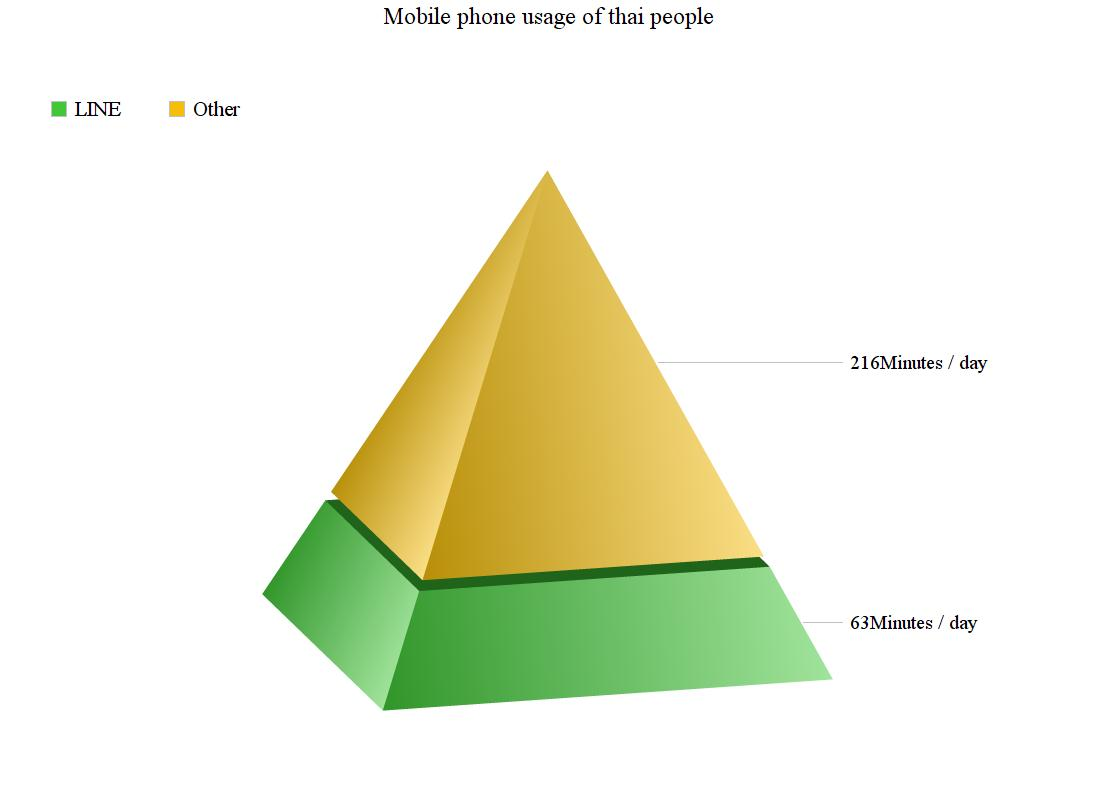 Mobile phone usage of thai people
LINE
Other
216Minutes / day
63Minutes / day